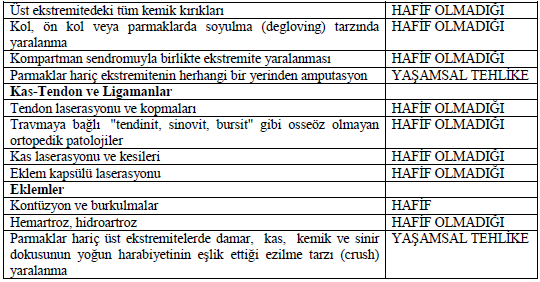 Üst ekstremitedeki tüm kemik kırıkları HAFİF OLMADIĞI
Kol, ön kol veya parmaklarda soyulma (degloving) tarzında HAFİF OLMADIĞI
yaralanma
Kompartman sendromuyla birlikte ekstremite yaralanması HAFİF OLMADIĞI
Parmaklar hariç ekstremitenin herhangi bir yerinden amputasyon YAŞAMSAL TEHLİKE
Kas-Tendon ve Ligamanlar
Tendon laserasyonu ve kopmaları HAFİF OLMADIĞI
Travmaya bağlı "tendinit, sinovit, bursit" gibi osseöz olmayan HAFİF OLMADIĞI
ortopedik patolojiler
Kas laserasyonu ve kesileri HAFİF OLMADIĞI
Eklem kapsülü laserasyonu HAFİF OLMADIĞI
Eklemler
Kontüzyon ve burkulmalar HAFİF
Hemartroz, hidroartroz HAFİF OLMADIĞI
Parmaklar hariç üst ekstremitelerde damar, kas, kemik ve sinir YAŞAMSAL TEHLİKE
dokusunun yoğun harabiyetinin eşlik ettiği ezilme tarzı (crush)
yaralanma